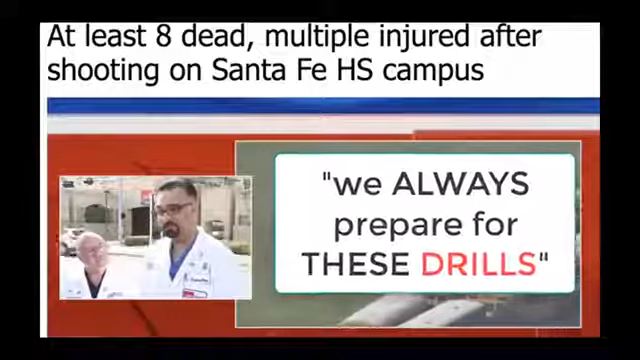 At least 8 dead, multiple injured after
shooting on Santa Fe HS campus
"we ALWAYS
prepare for
THESE DRILLS"